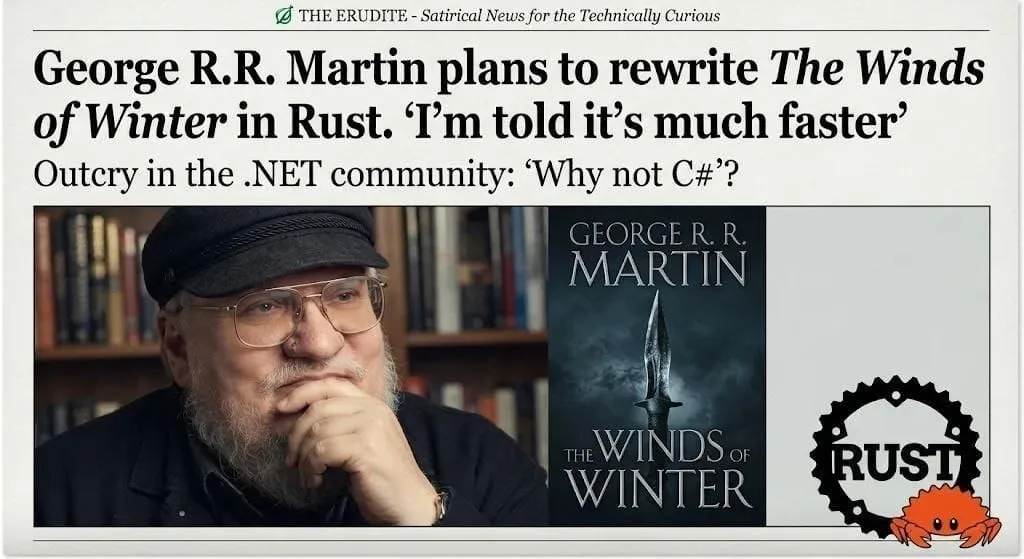 THE ERUDITE - Satirical News for the Technically Curious
George R.R. Martin plans to rewrite The Winds
of Winter in Rust. ‘I’m told it’s much faster’
Outcry in the .NET community: ‘Why not C#’?
GEORGE R. R.
MARTIN
THE WINDS OF
WINTER
RUST